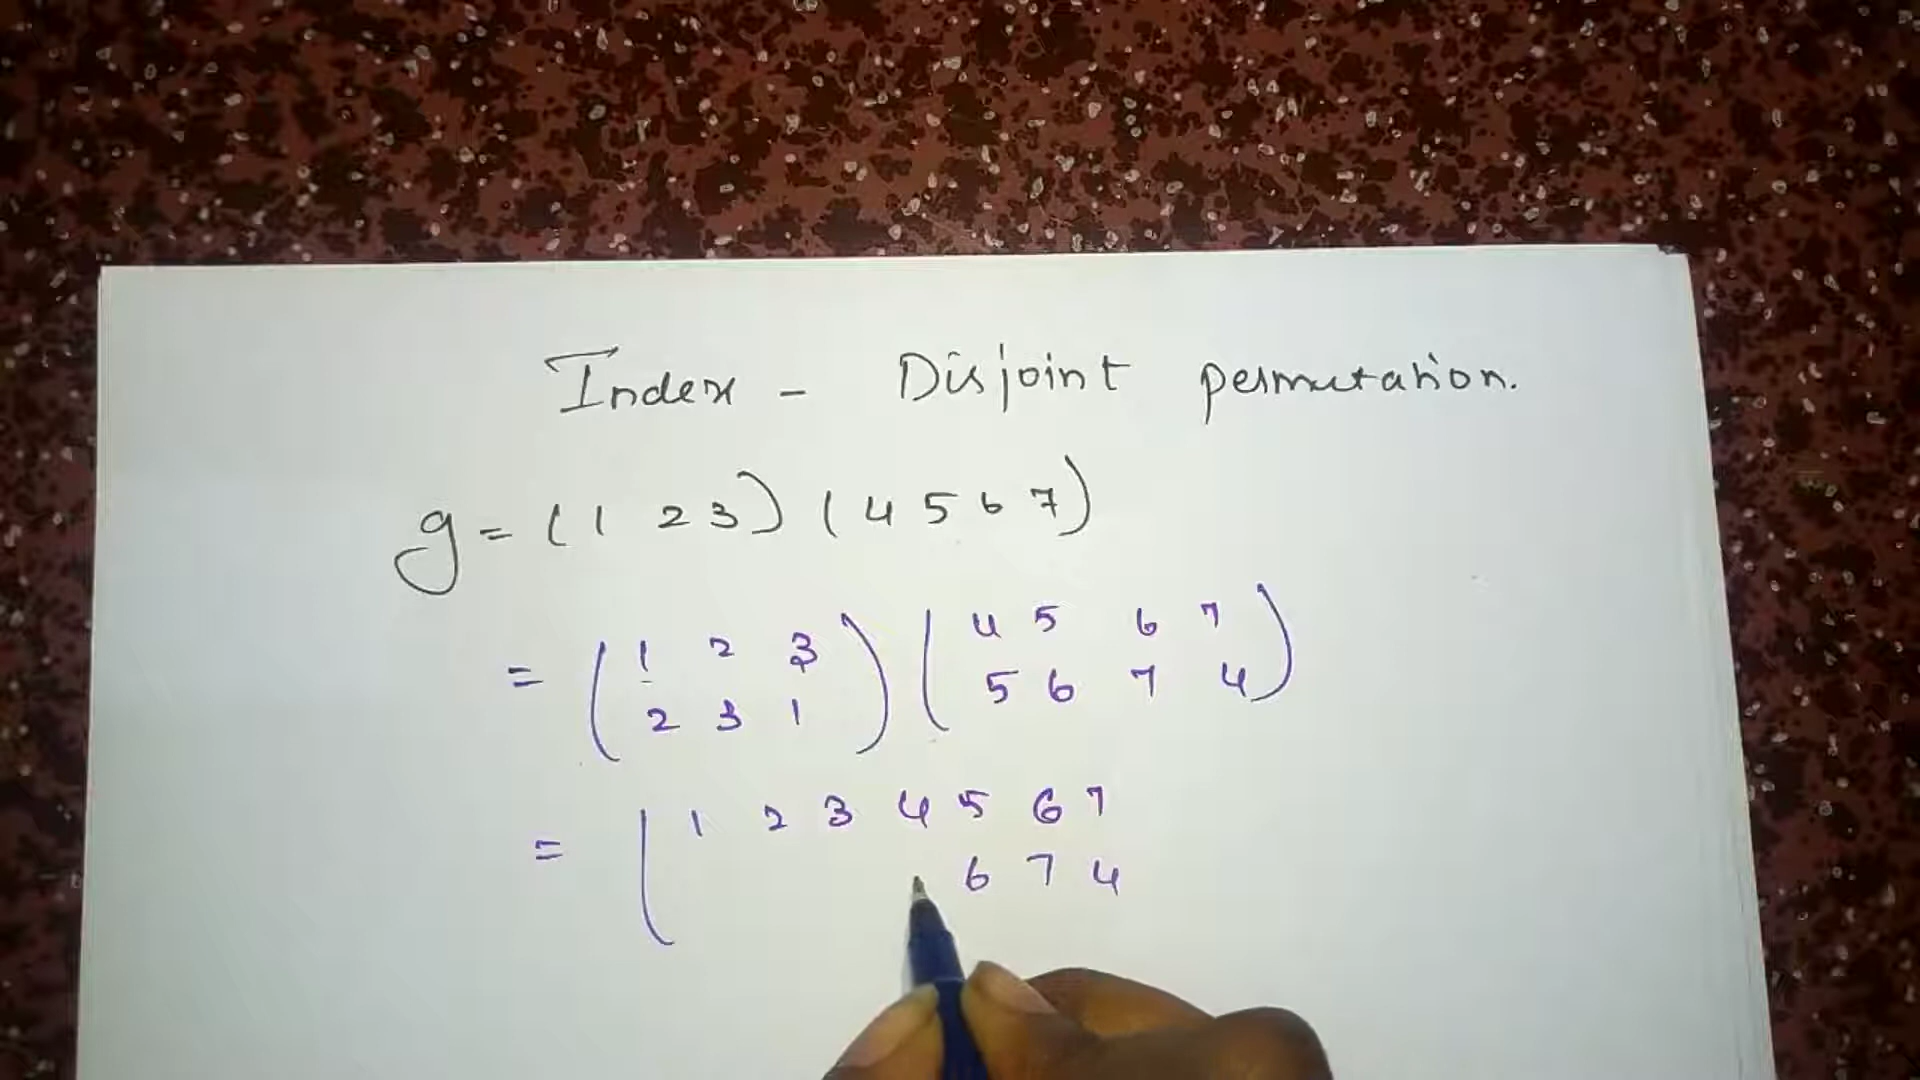 Index - Disjoint permutation.
g = (1 2 3) (4 5 6 7)
= (1 2 3) (4 5 6 7
2 3 1) 5 6 7 4)
= (1 2 3 4 5 6 7
6 7 4